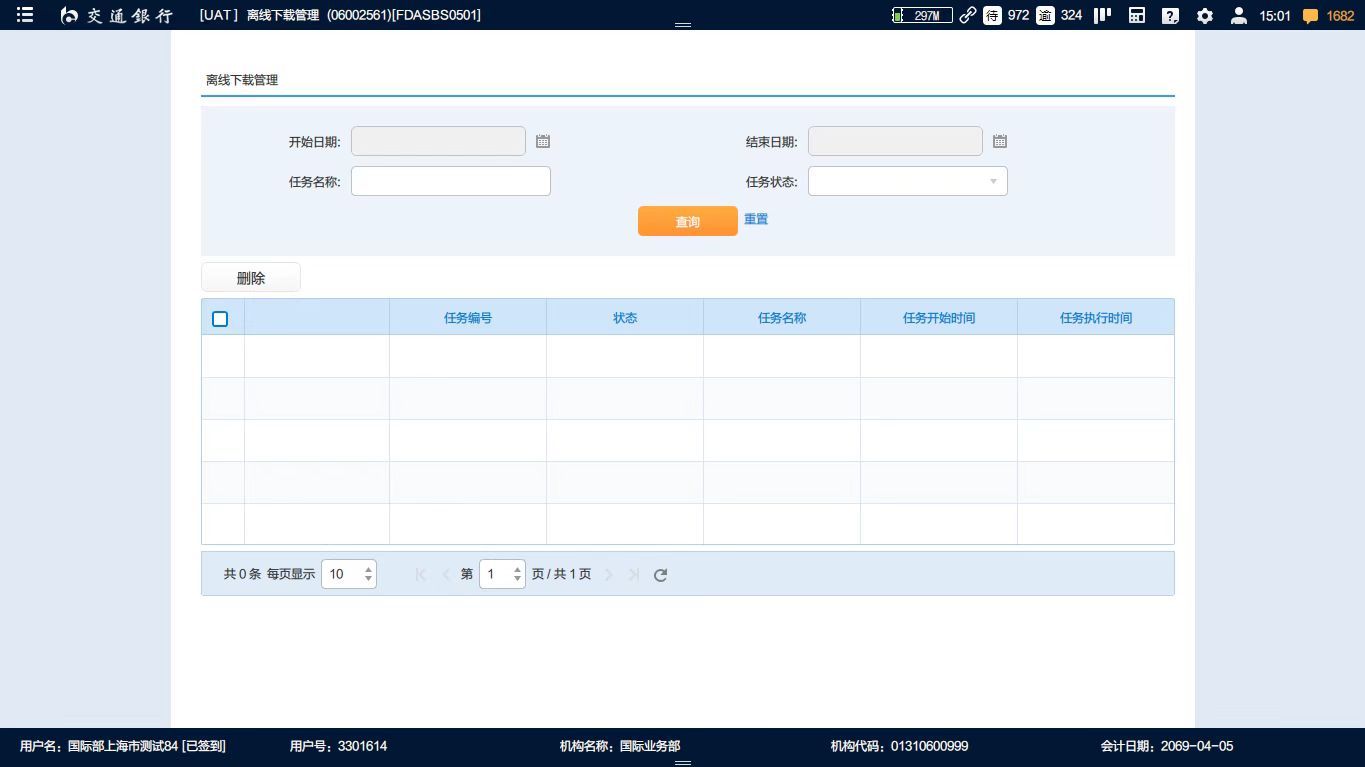 交通銀行 [UAT] 离线下载管理 (06002561)[FDASBS0501] 297M 待 972 逾 324 ? 15:01 1682
离线下载管理
开始日期: 结束日期:
任务名称: 任务状态:
查询 重置
删除
任务编号 状态 任务名称 任务开始时间 任务执行时间
共 0 条 每页显示 10 第 1 页 / 共 1 页
用户名: 国际部上海市测试84 [已签到] 用户号: 3301614 机构名称: 国际业务部 机构代码: 01310600999 会计日期: 2069-04-05